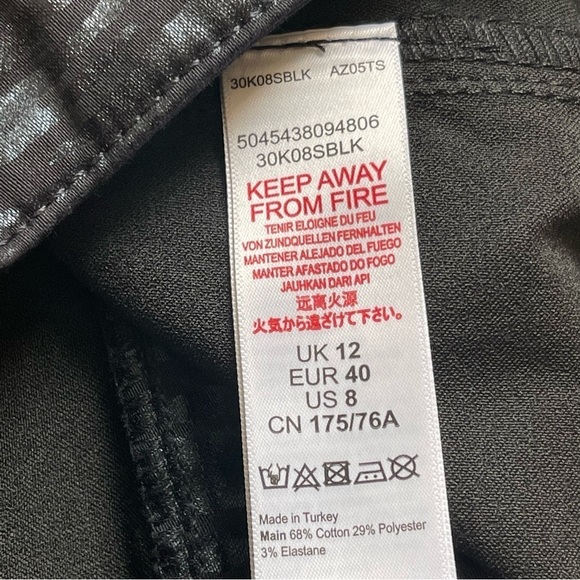 30K08SBLK AZ05TS
5045438094806
30K08SBLK
KEEP AWAY
FROM FIRE
TENIR ELOIGNE DU FEU
VON ZUNDQUELLEN FERNHALTEN
MANTENER ALEJADO DEL FUEGO
MANTER AFASTADO DO FOGO
JAUHKAN DARI API
远离火源
火気から遠ざけて下さい。
UK 12
EUR 40
US 8
CN 175/76A
Made in Turkey
Main 68% Cotton 29% Polyester
3% Elastane